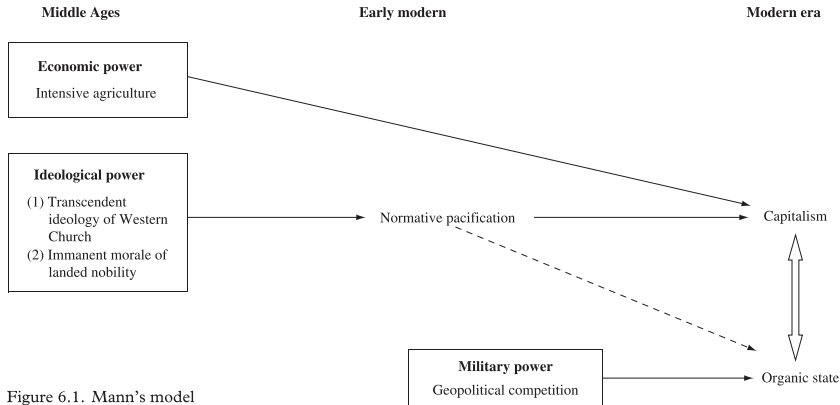 Middle Ages
Early modern
Modern era
Economic power
Intensive agriculture
Ideological power
(1) Transcendent
ideology of Western
Church
(2) Immanent morale of
landed nobility
Normative pacification
Capitalism
Military power
Geopolitical competition
Organic state
Figure 6.1. Mann's model